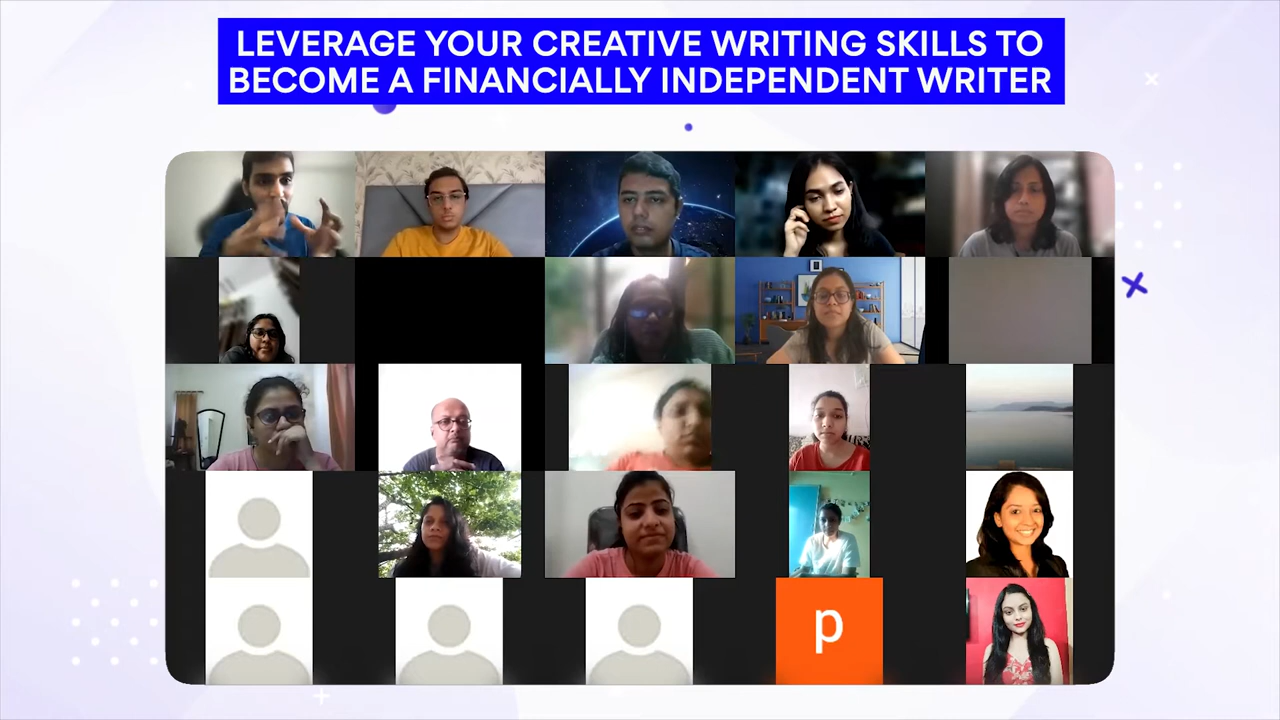 LEVERAGE YOUR CREATIVE WRITING SKILLS TO
BECOME A FINANCIALLY INDEPENDENT WRITER
p